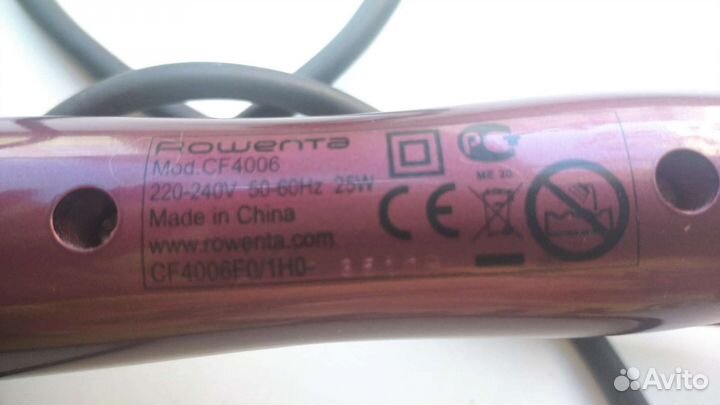 Rowenta
Mod.CF4006
220-240V 50-60Hz 25W
Made in China
www.rowenta.com
CF4006F0/1H0-
CE
ME 20
Avito